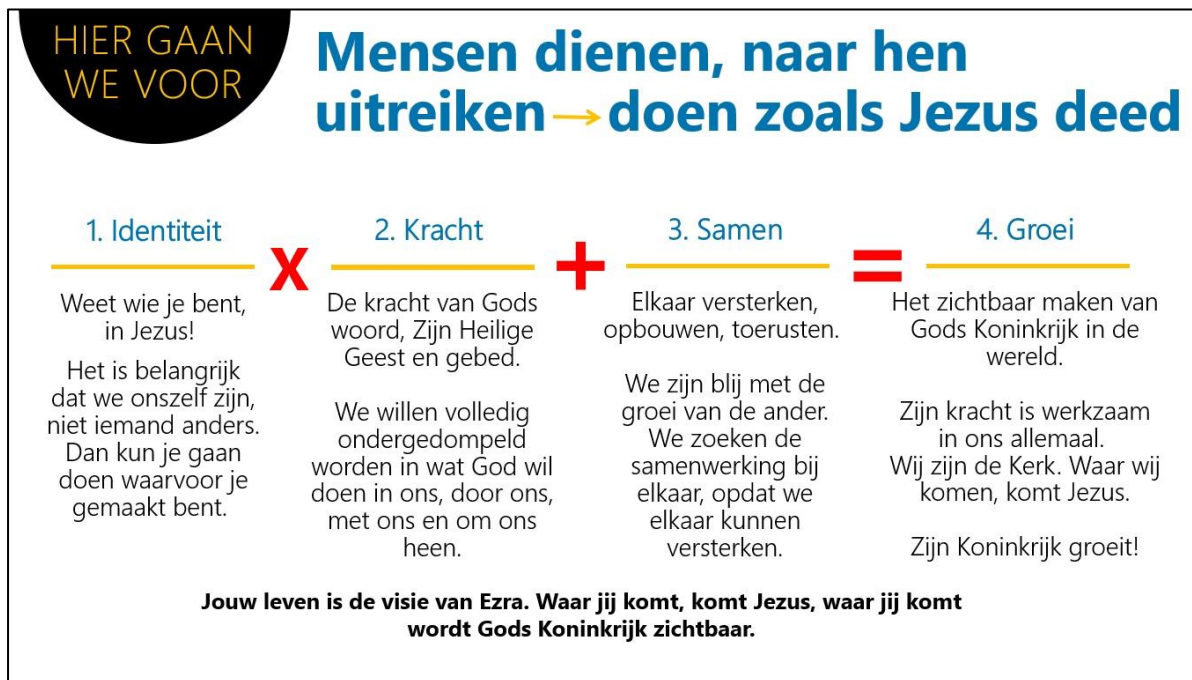 HIER GAAN
WE VOOR
Mensen dienen, naar hen
uitreiken → doen zoals Jezus deed
1. Identiteit
Weet wie je bent,
in Jezus!
Het is belangrijk
dat we onszelf zijn,
niet iemand anders.
Dan kun je gaan
doen waarvoor je
gemaakt bent.
x
2. Kracht
De kracht van Gods
woord, Zijn Heilige
Geest en gebed.
We willen volledig
ondergedompeld
worden in wat God wil
doen in ons, door ons,
met ons en om ons
heen.
+
3. Samen
Elkaar versterken,
opbouwen, toerusten.
We zijn blij met de
groei van de ander.
We zoeken de
samenwerking bij
elkaar, opdat we
elkaar kunnen
versterken.
=
4. Groei
Het zichtbaar maken van
Gods Koninkrijk in de
wereld.
Zijn kracht is werkzaam
in ons allemaal.
Wij zijn de Kerk. Waar wij
komen, komt Jezus.
Zijn Koninkrijk groeit!
Jouw leven is de visie van Ezra. Waar jij komt, komt Jezus, waar jij komt
wordt Gods Koninkrijk zichtbaar.